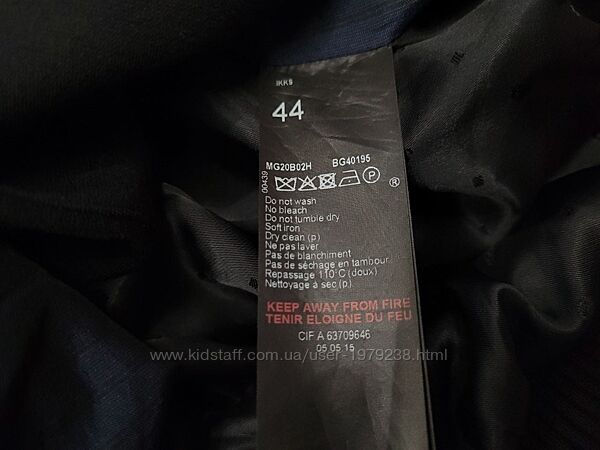 IKKS
44
MG20B02H BG40195
00439
P ®
Do not wash
No bleach
Do not tumble dry
Soft iron
Dry clean (p)
Ne pas laver
Pas de blanchiment
Pas de séchage en tambour
Repassage 110°C (doux)
Nettoyage à sec (p.)
KEEP AWAY FROM FIRE
TENIR ELOIGNE DU FEU
CIF A 63709646
05 05 15
www.kidstaff.com.ua/user-1979238.html